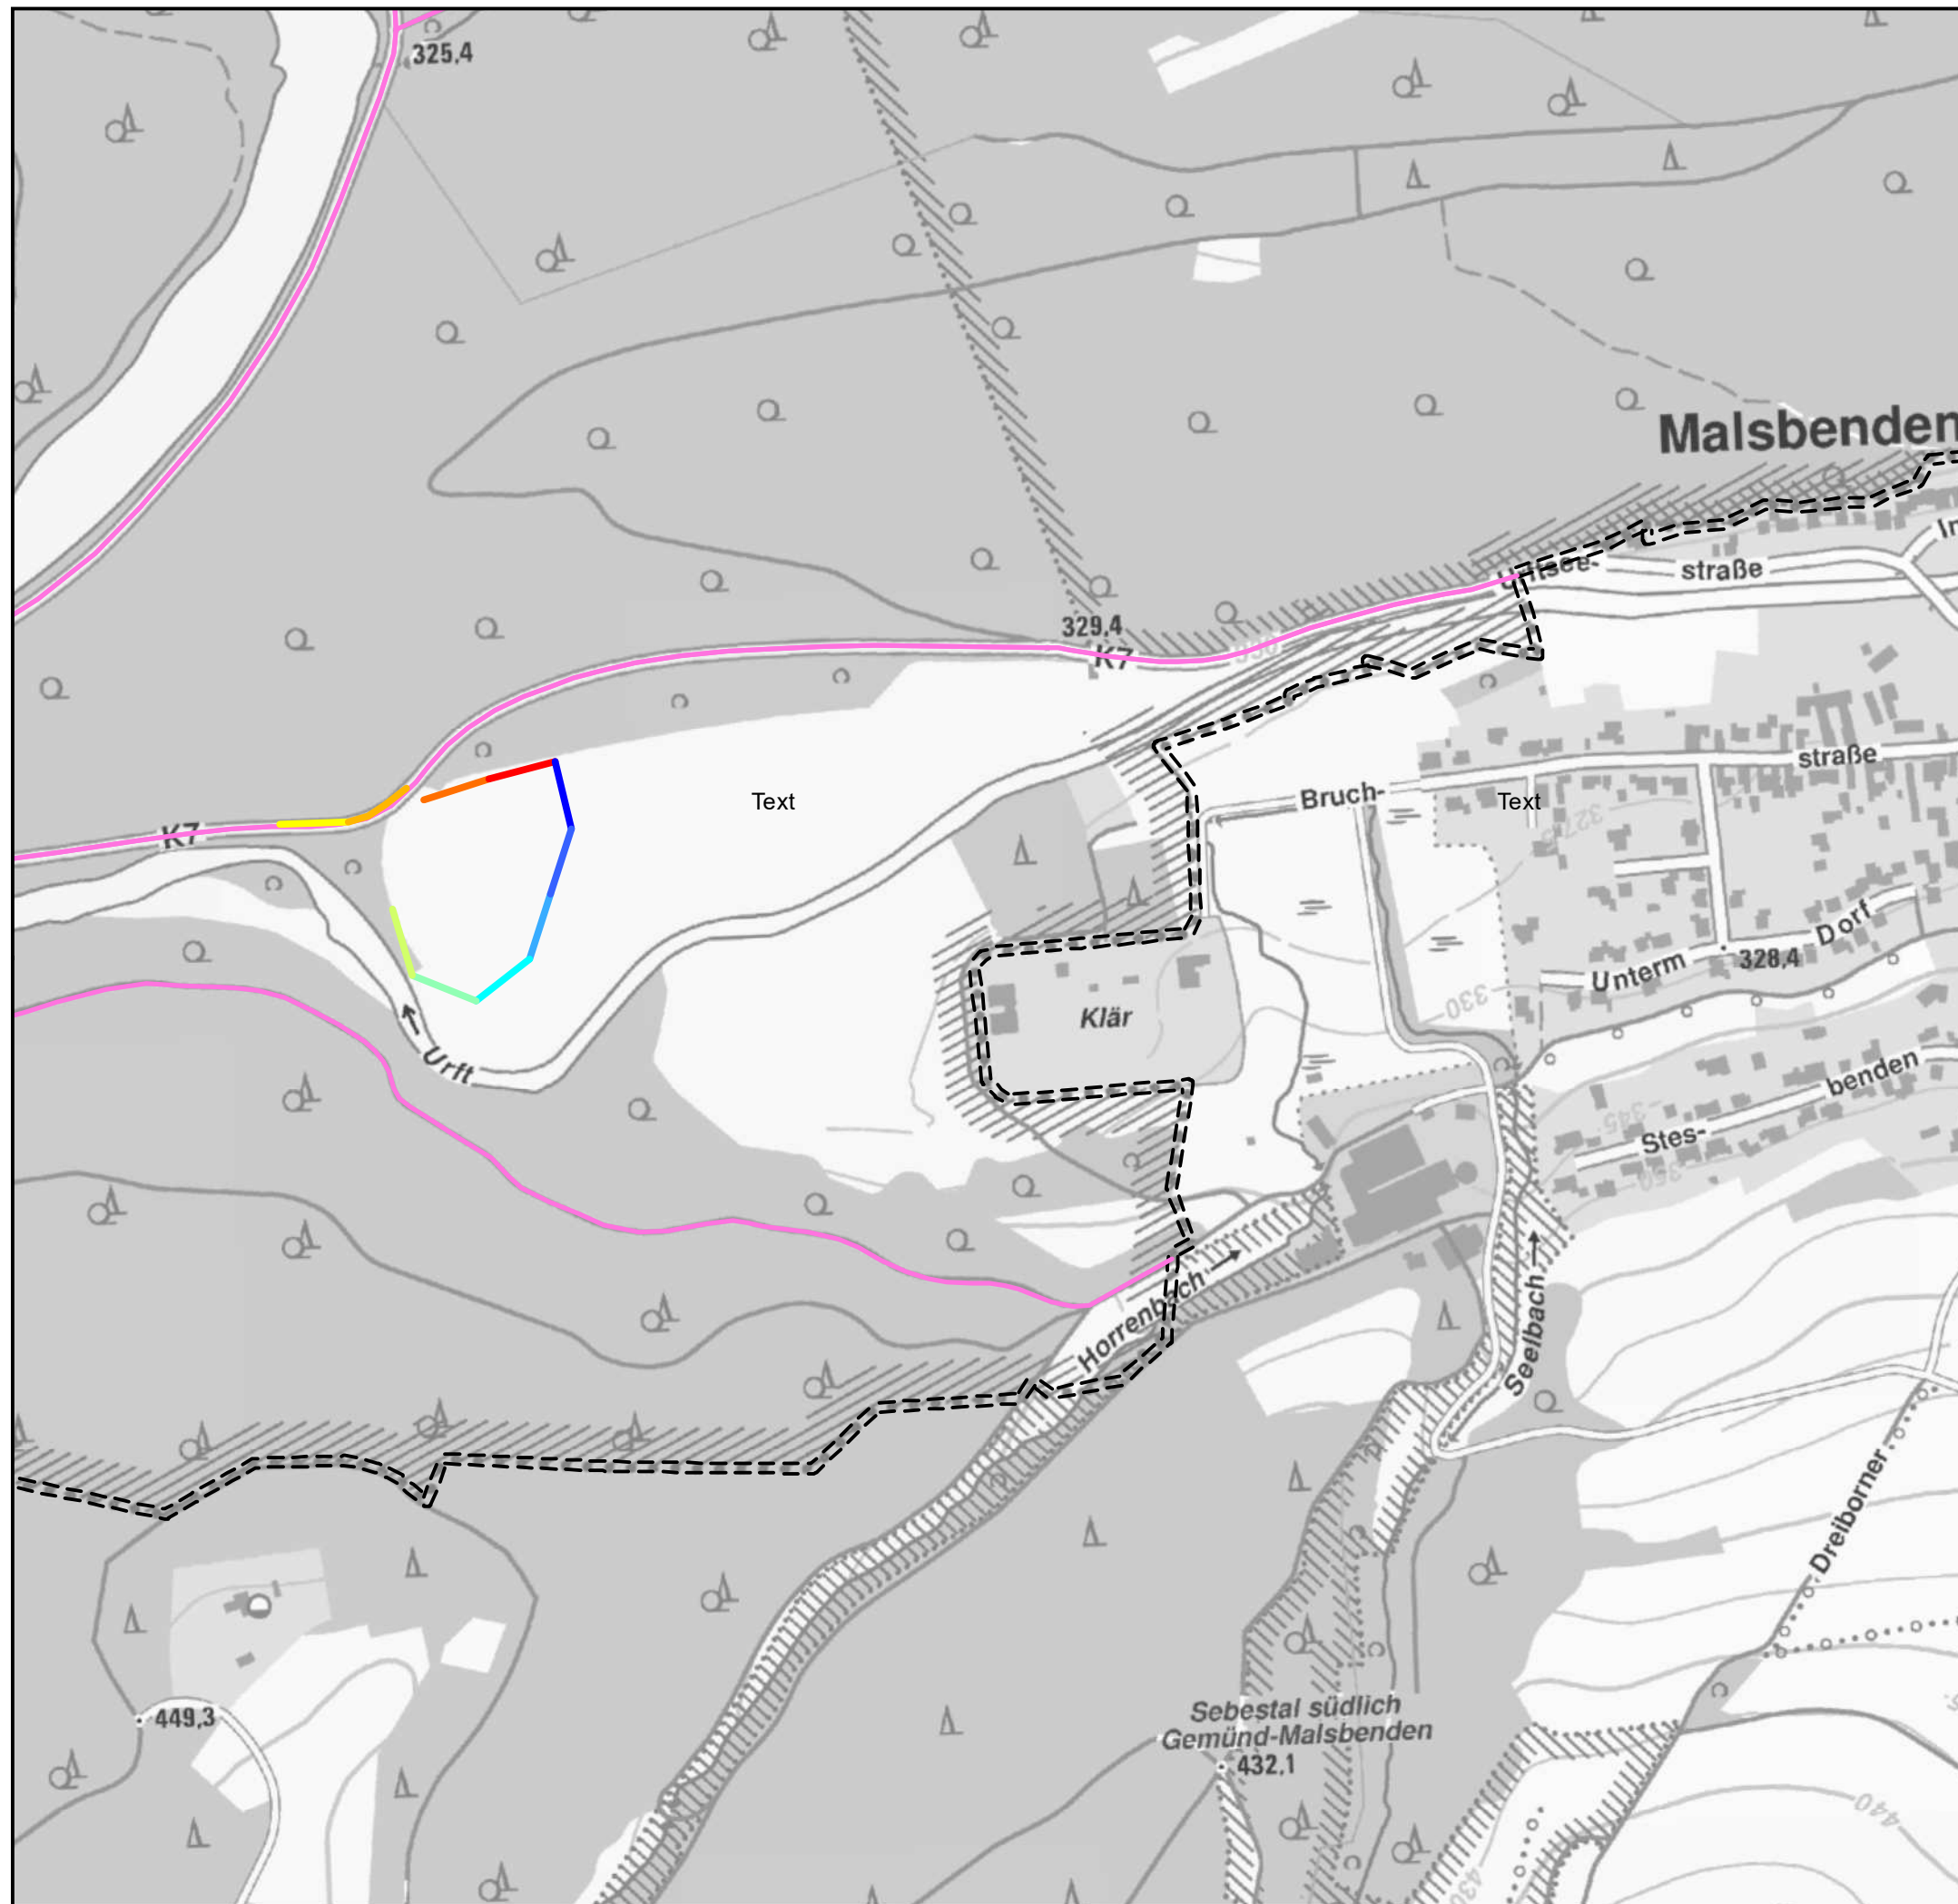 325,4
Malsbenden
straße
329,4
K7
straße
Bruch-
Text
Text
K7
Dorf
Unterm
328,4
330
Klär
Urft
benden
Stes-
345
350
Horrenbach
Seelbach
Dreiborner
Sebestal südlich
Gemünd-Malsbenden
432,1
449,3
440
430